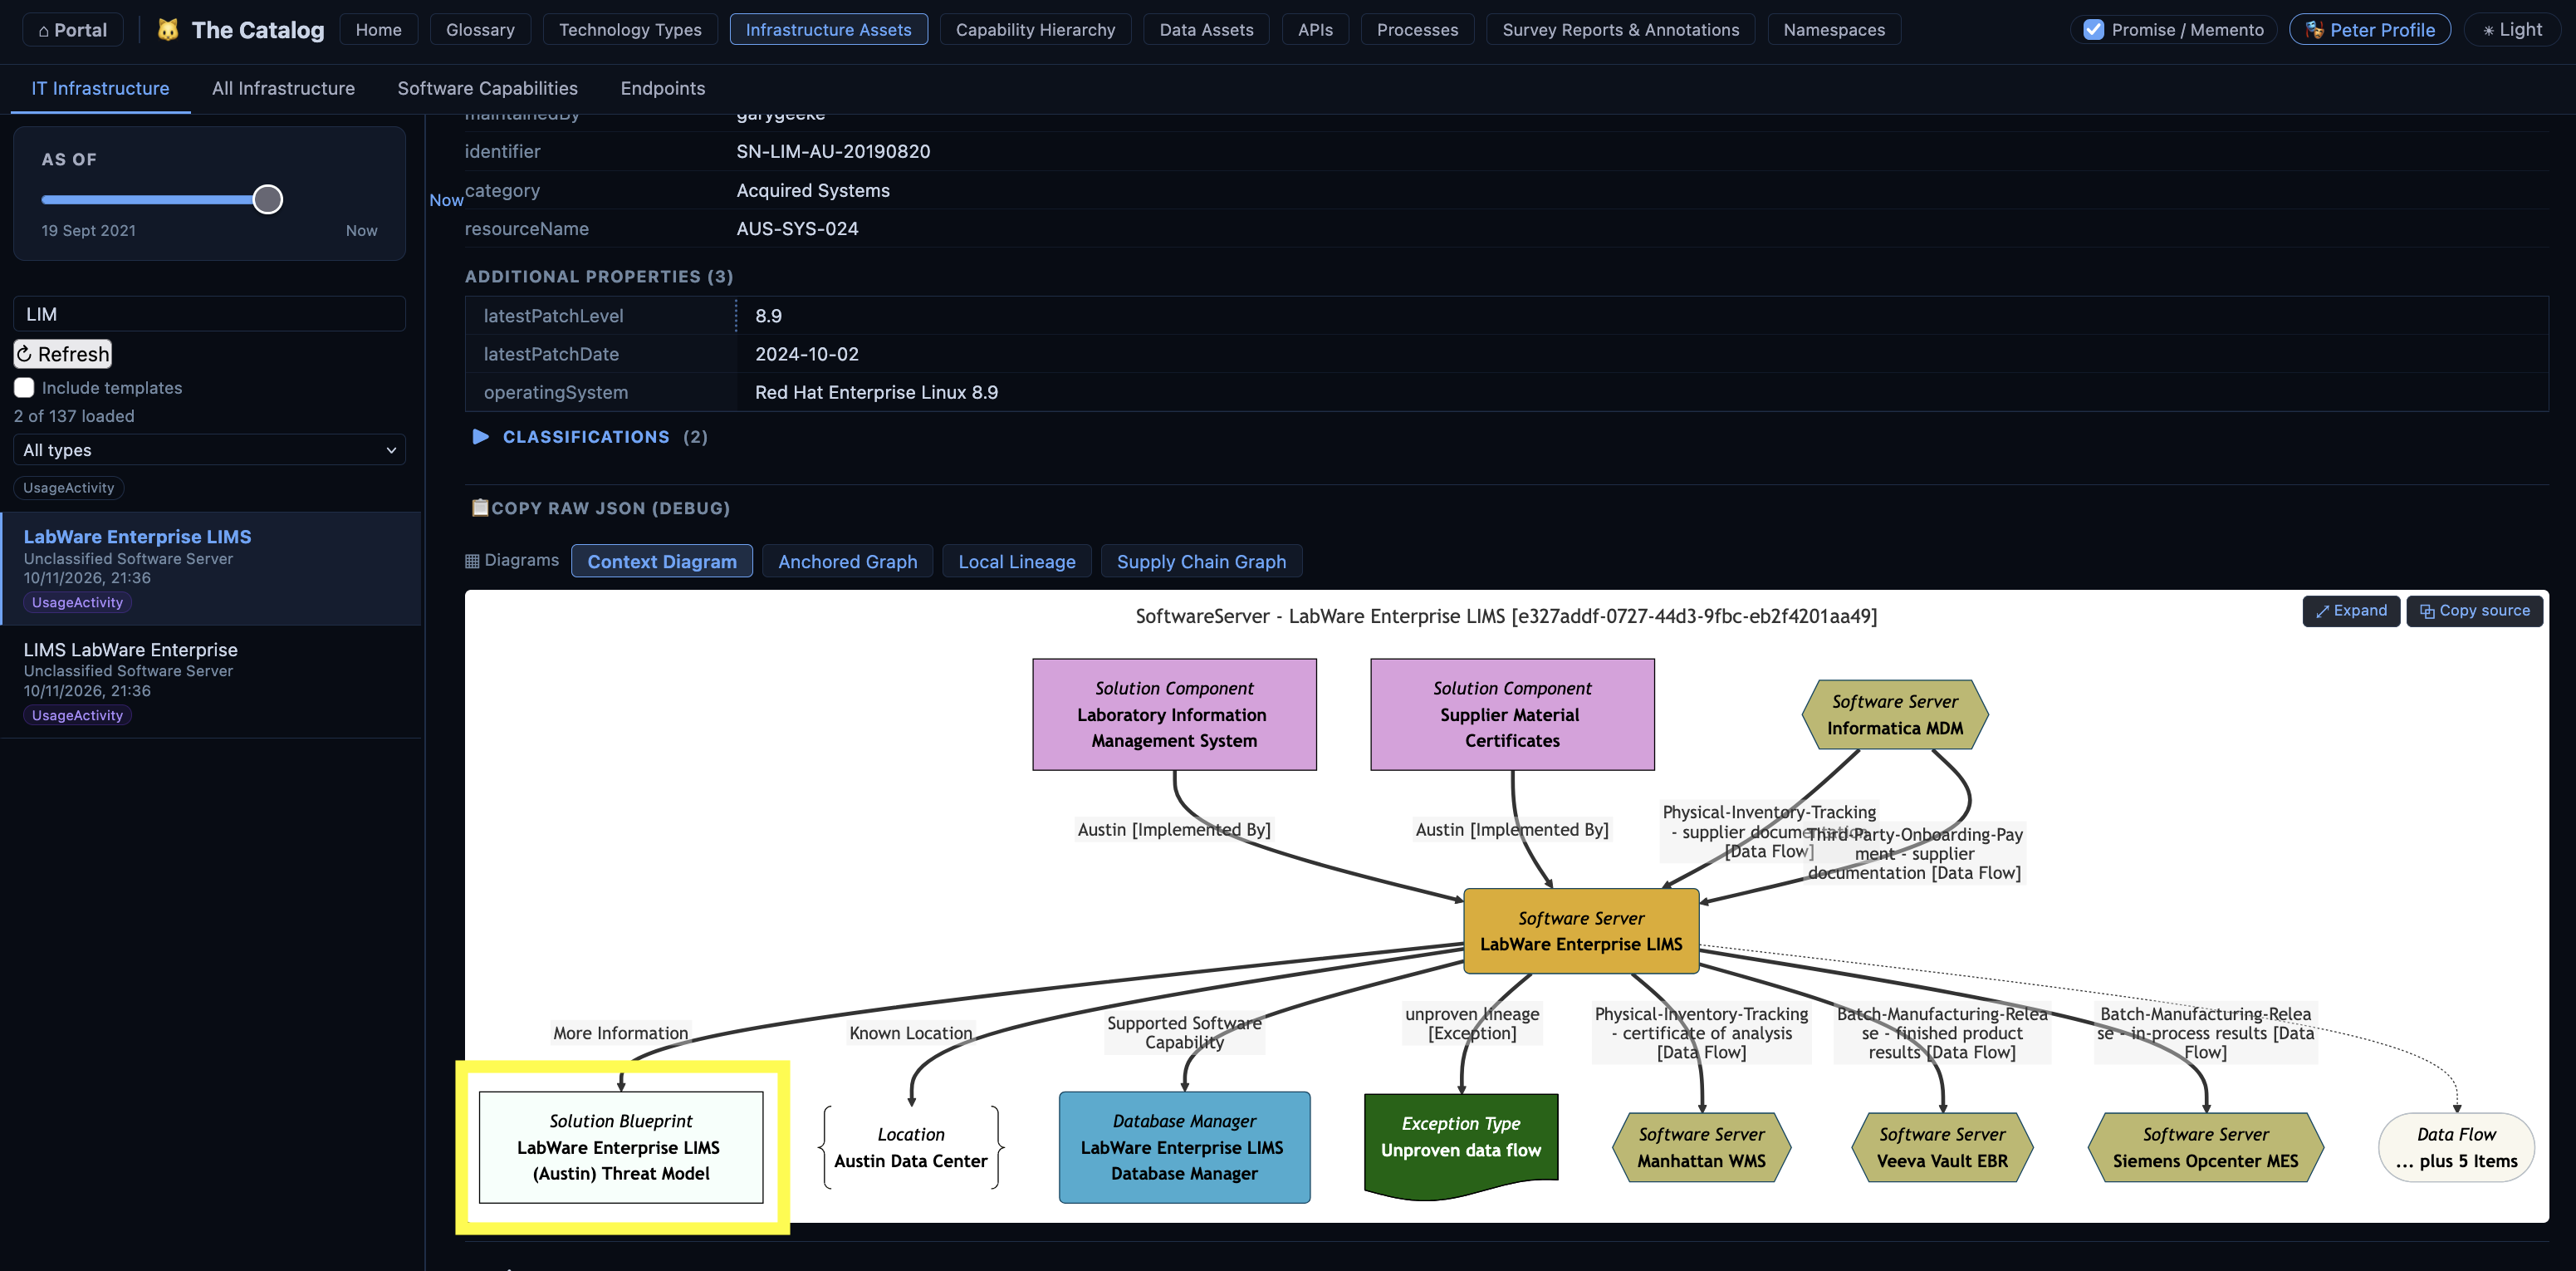 ⌂ Portal
The Catalog
Home
Glossary
Technology Types
Infrastructure Assets
Capability Hierarchy
Data Assets
APIs
Processes
Survey Reports & Annotations
Namespaces
Promise / Memento
Peter Profile
☀ Light
IT Infrastructure
All Infrastructure
Software Capabilities
Endpoints
AS OF
Now
19 Sept 2021
Now
LIM
↻ Refresh
Include templates
2 of 137 loaded
All types
UsageActivity
LabWare Enterprise LIMS
Unclassified Software Server
10/11/2026, 21:36
UsageActivity
LIMS LabWare Enterprise
Unclassified Software Server
10/11/2026, 21:36
UsageActivity
maintainedBy garygeeke
identifier SN-LIM-AU-20190820
category Acquired Systems
resourceName AUS-SYS-024
ADDITIONAL PROPERTIES (3)
latestPatchLevel 8.9
latestPatchDate 2024-10-02
operatingSystem Red Hat Enterprise Linux 8.9
▶ CLASSIFICATIONS (2)
COPY RAW JSON (DEBUG)
Diagrams
Context Diagram
Anchored Graph
Local Lineage
Supply Chain Graph
SoftwareServer - LabWare Enterprise LIMS [e327addf-0727-44d3-9fbc-eb2f4201aa49]
Expand
Copy source
Solution Component
Laboratory Information
Management System
Solution Component
Supplier Material
Certificates
Software Server
Informatica MDM
Austin [Implemented By]
Austin [Implemented By]
Physical-Inventory-Tracking
- supplier documentation
[Data Flow]
Third-Party-Onboarding-Pay
ment - supplier
documentation [Data Flow]
Software Server
LabWare Enterprise LIMS
More Information
Known Location
Supported Software
Capability
unproven lineage
[Exception]
Physical-Inventory-Tracking
- certificate of analysis
[Data Flow]
Batch-Manufacturing-Relea
se - finished product
results [Data Flow]
Batch-Manufacturing-Relea
se - in-process results [Data
Flow]
Solution Blueprint
LabWare Enterprise LIMS
(Austin) Threat Model
Location
Austin Data Center
Database Manager
LabWare Enterprise LIMS
Database Manager
Exception Type
Unproven data flow
Software Server
Manhattan WMS
Software Server
Veeva Vault EBR
Software Server
Siemens Opcenter MES
Data Flow
... plus 5 Items